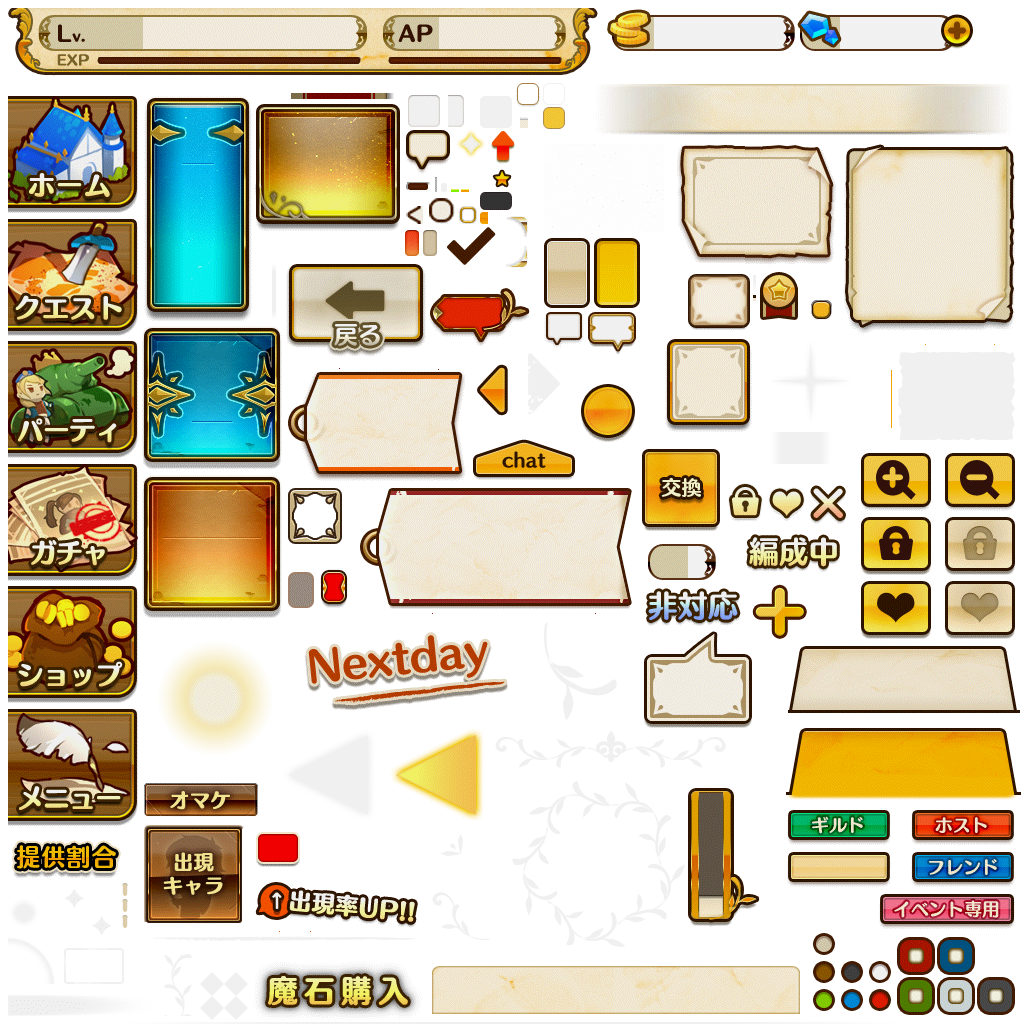 Lv.
AP
EXP
ホーム
クエスト
戻る
パーティ
chat
交換
ガチャ
編成中
非対応
ショップ
Nextday
メニュー
オマケ
ギルド
ホスト
提供割合
出現
キャラ
フレンド
↑出現率UP!!
イベント専用
魔石購入